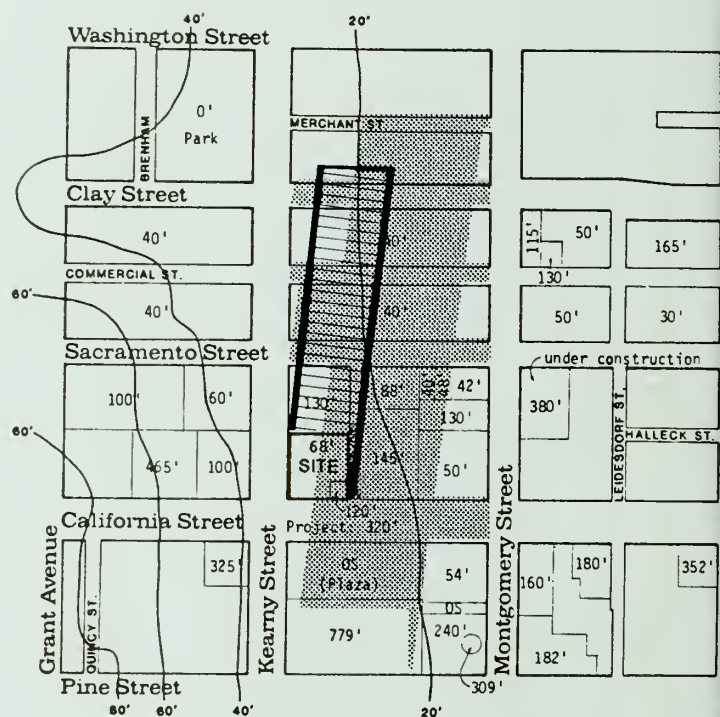 40'
20'
Washington Street
0'
Park
BRENHAM
MERCHANT ST.
Clay Street
40'
40'
115'
50'
165'
130'
COMMERCIAL ST.
60'
40'
40'
50'
30'
Sacramento Street
under construction
100'
60'
130'
88'
40'
48'
42'
380'
LEIDESDORF ST.
130'
HALLECK ST.
60'
68'
SITE
145'
465'
100'
50'
120'
California Street
Project: 320'
Grant Avenue
QUINCY ST.
325'
Kearny Street
OS
(Plaza)
54'
Montgomery Street
160'
180'
352'
OS
779'
240'
182'
309'
Pine Street
80'
60'
40'
20'